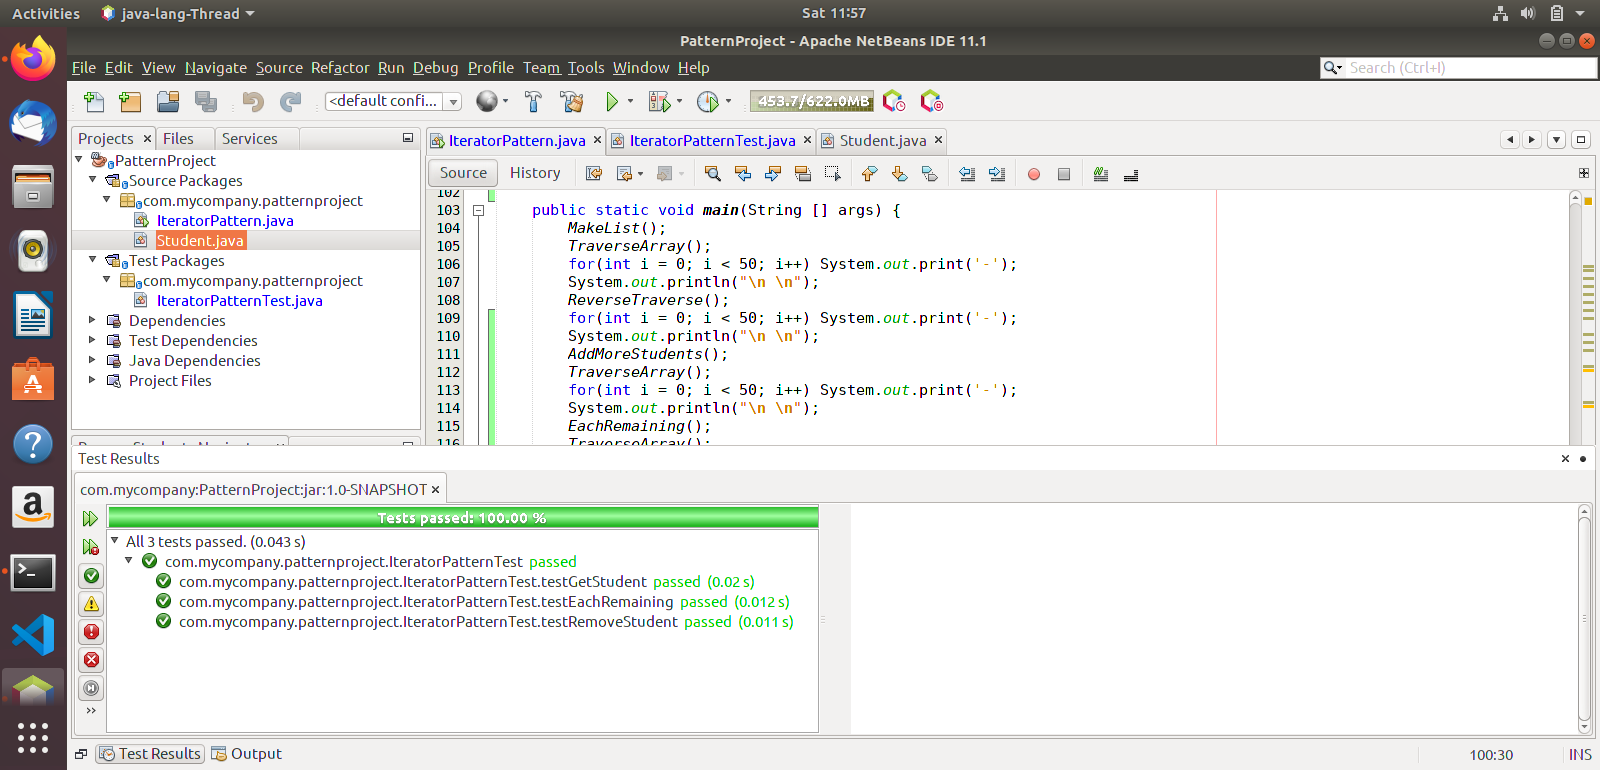 Activities java-lang-Thread Sat 11:57
PatternProject - Apache NetBeans IDE 11.1
File Edit View Navigate Source Refactor Run Debug Profile Team Tools Window Help Search (Ctrl+I)
<default confi... 453.7/622.0MB
Projects Files Services
PatternProject
Source Packages
com.mycompany.patternproject
IteratorPattern.java
Student.java
Test Packages
com.mycompany.patternproject
IteratorPatternTest.java
Dependencies
Test Dependencies
Java Dependencies
Project Files
IteratorPattern.java IteratorPatternTest.java Student.java
Source History
102
103 public static void main(String [] args) {
104 MakeList();
105 TraverseArray();
106 for(int i = 0; i < 50; i++) System.out.print('-');
107 System.out.println("\n \n");
108 ReverseTraverse();
109 for(int i = 0; i < 50; i++) System.out.print('-');
110 System.out.println("\n \n");
111 AddMoreStudents();
112 TraverseArray();
113 for(int i = 0; i < 50; i++) System.out.print('-');
114 System.out.println("\n \n");
115 EachRemaining();
116 TraverseArray();
Test Results
com.mycompany:PatternProject:jar:1.0-SNAPSHOT
Tests passed: 100.00 %
All 3 tests passed. (0.043 s)
com.mycompany.patternproject.IteratorPatternTest passed
com.mycompany.patternproject.IteratorPatternTest.testGetStudent passed (0.02 s)
com.mycompany.patternproject.IteratorPatternTest.testEachRemaining passed (0.012 s)
com.mycompany.patternproject.IteratorPatternTest.testRemoveStudent passed (0.011 s)
Test Results Output 100:30 INS